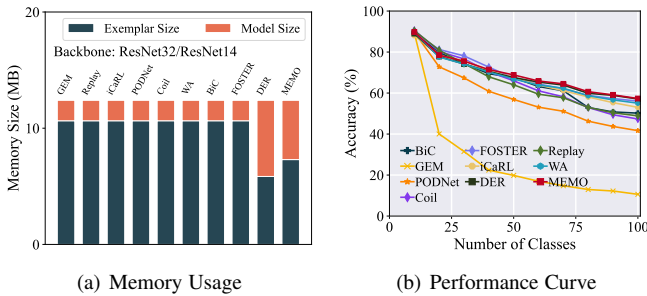 Exemplar Size
Model Size
Backbone: ResNet32/ResNet14
GEM
Replay
iCaRL
PODNet
Coil
WA
BiC
FOSTER
DER
MEMO
20
10
0
Memory Size (MB)
(a) Memory Usage
100
80
60
40
20
0
Accuracy (%)
BiC
GEM
PODNet
Coil
FOSTER
iCaRL
DER
Replay
WA
MEMO
0
25
50
75
100
Number of Classes
(b) Performance Curve